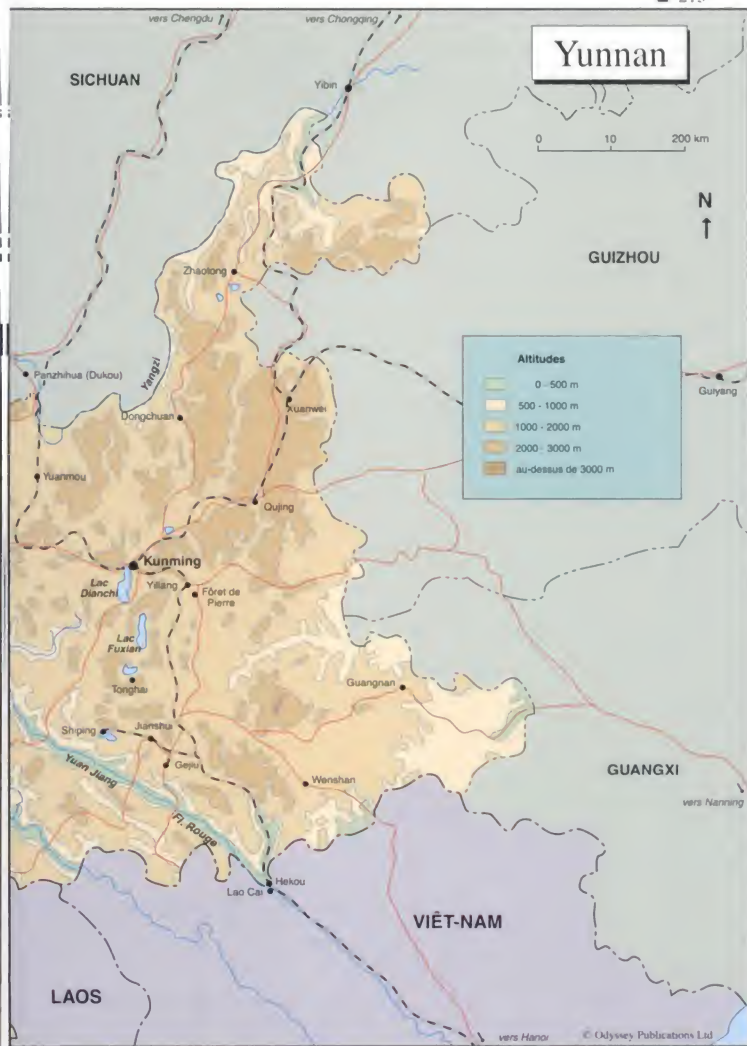 vers Chengdu
vers Chongqing
Yunnan
SICHUAN
Yibin
0
200 km
N
GUIZHOU
Zhaotong
Yangzi
Altitudes
0 - 500 m
500 - 1000 m
1000 - 2000 m
2000 - 3000 m
au-dessus de 3000 m
Panzhihua (Dukou)
Guiyang
Xuanwei
Dongchuan
Yuanmou
Qujing
Kunming
Lac
Dianchi
Yiliang
Fôret de
Pierre
Lac
Fuxian
Tonghai
Guangnan
Shiping
Jianshui
Gejiu
Yuan Jiang
Wenshan
GUANGXI
vers Nanning
Fl. Rouge
Hekou
Lao Cai
VIÊT-NAM
LAOS
vers Hanoi
© Odyssey Publications Ltd